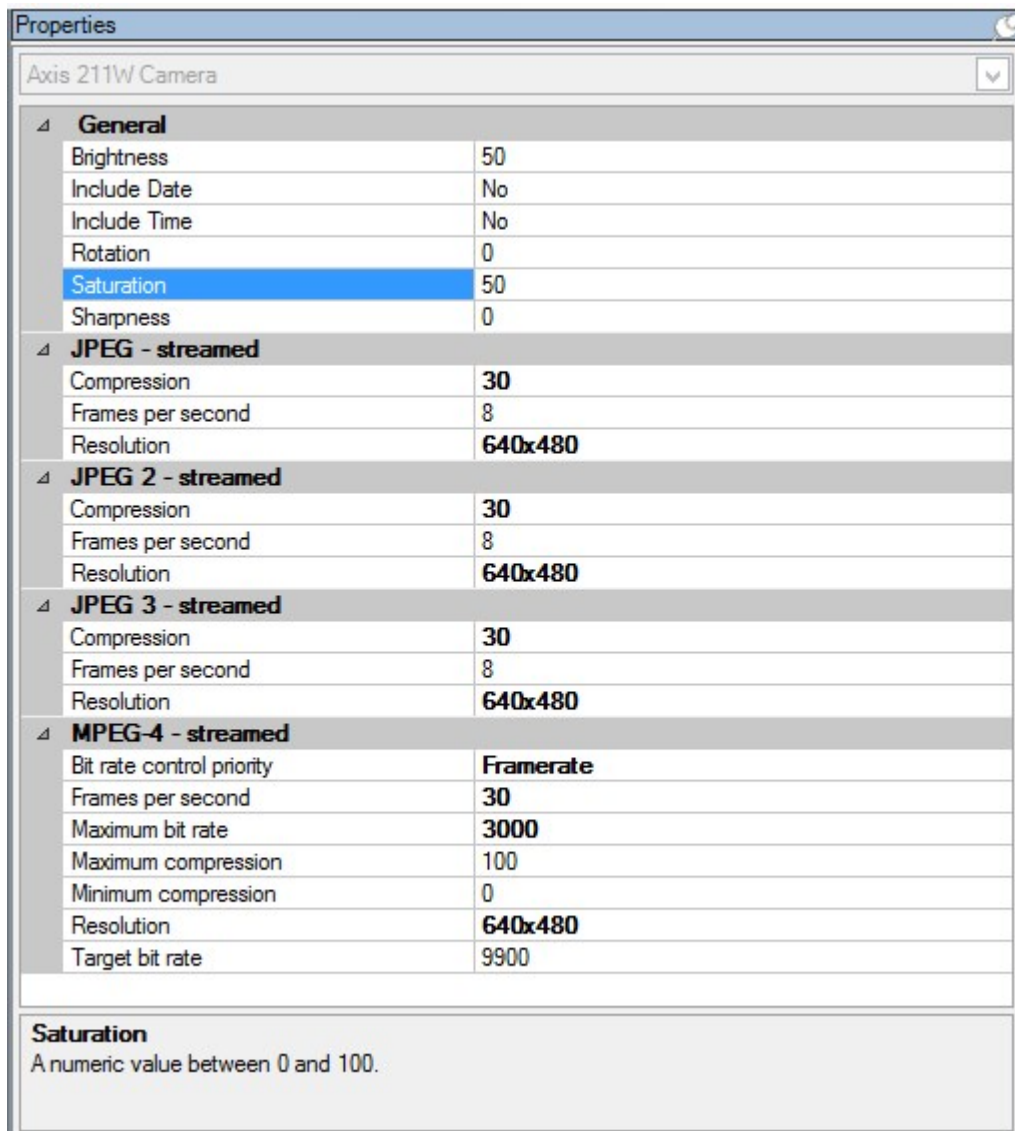 Properties
Axis 211W Camera
General
Brightness 50
Include Date No
Include Time No
Rotation 0
Saturation 50
Sharpness 0
JPEG - streamed
Compression 30
Frames per second 8
Resolution 640x480
JPEG 2 - streamed
Compression 30
Frames per second 8
Resolution 640x480
JPEG 3 - streamed
Compression 30
Frames per second 8
Resolution 640x480
MPEG-4 - streamed
Bit rate control priority Framerate
Frames per second 30
Maximum bit rate 3000
Maximum compression 100
Minimum compression 0
Resolution 640x480
Target bit rate 9900
Saturation
A numeric value between 0 and 100.